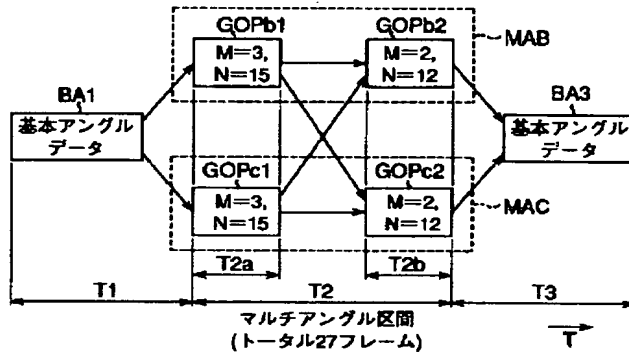 GOPb1
GOPb2
MAB
M=3,
N=15
M=2,
N=12
BA1
基本アングル
データ
BA3
基本アングル
データ
GOPc1
GOPc2
M=3,
N=15
M=2,
N=12
MAC
T2a
T2b
T1
T2
T3
マルチアングル区間
(トータル27フレーム)
T